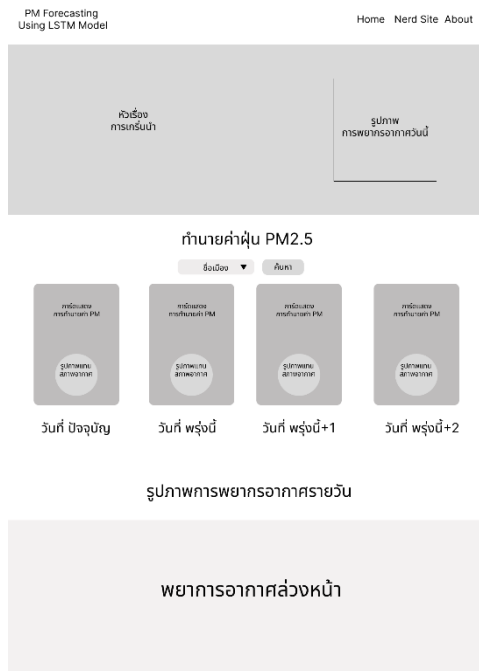 PM Forecasting
Using LSTM Model
Home Nerd Site About
หัวเรื่อง
การเกริ่นนำ
รูปภาพ
การพยากรอากาศวันนี้
ทำนายค่าฝุ่น PM2.5
ชื่อเมือง
ค้นหา
การ์ดแสดง
การทำนายค่า PM
การ์ดแสดง
การทำนายค่า PM
การ์ดแสดง
การทำนายค่า PM
การ์ดแสดง
การทำนายค่า PM
รูปภาพแทน
สภาพอากาศ
รูปภาพแทน
สภาพอากาศ
รูปภาพแทน
สภาพอากาศ
รูปภาพแทน
สภาพอากาศ
วันที่ ปัจจุบัญ
วันที่ พรุ่งนี้
วันที่ พรุ่งนี้+1
วันที่ พรุ่งนี้+2
รูปภาพการพยากรอากาศรายวัน
พยาการอากาศล่วงหน้า